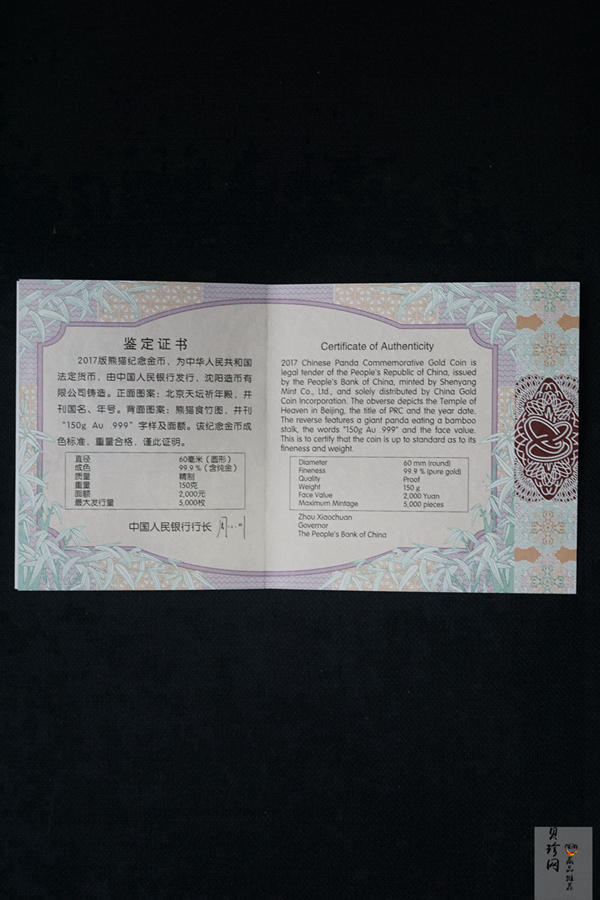 鉴定证书
2017版熊猫纪念金币，为中华人民共和国
法定货币，由中国人民银行发行，沈阳造币有
限公司铸造。正面图案：北京天坛祈年殿，并
刊国名、年号。背面图案：熊猫食竹图，并刊
“150g Au .999”字样及面额。该纪念金币成
色标准，重量合格，谨此证明。
直径 60毫米（圆形）
成色 99.9％（含纯金）
质量 精制
重量 150克
面额 2,000元
最大发行量 5,000枚
中国人民银行行长
Certificate of Authenticity
2017 Chinese Panda Commemorative Gold Coin is
legal tender of the People's Republic of China, issued
by the People's Bank of China, minted by Shenyang
Mint Co., Ltd., and solely distributed by China Gold
Coin Incorporation. The obverse depicts the Temple of
Heaven in Beijing, the title of PRC and the year date.
The reverse features a giant panda eating a bamboo
stalk, the words "150g Au .999" and the face value.
This is to certify that the coin is up to standard as to its
fineness and weight.
Diameter 60 mm (round)
Fineness 99.9 % (pure gold)
Quality Proof
Weight 150 g
Face Value 2,000 Yuan
Maximum Mintage 5,000 pieces
Zhou Xiaochuan
Governor
The People's Bank of China
贝珍网